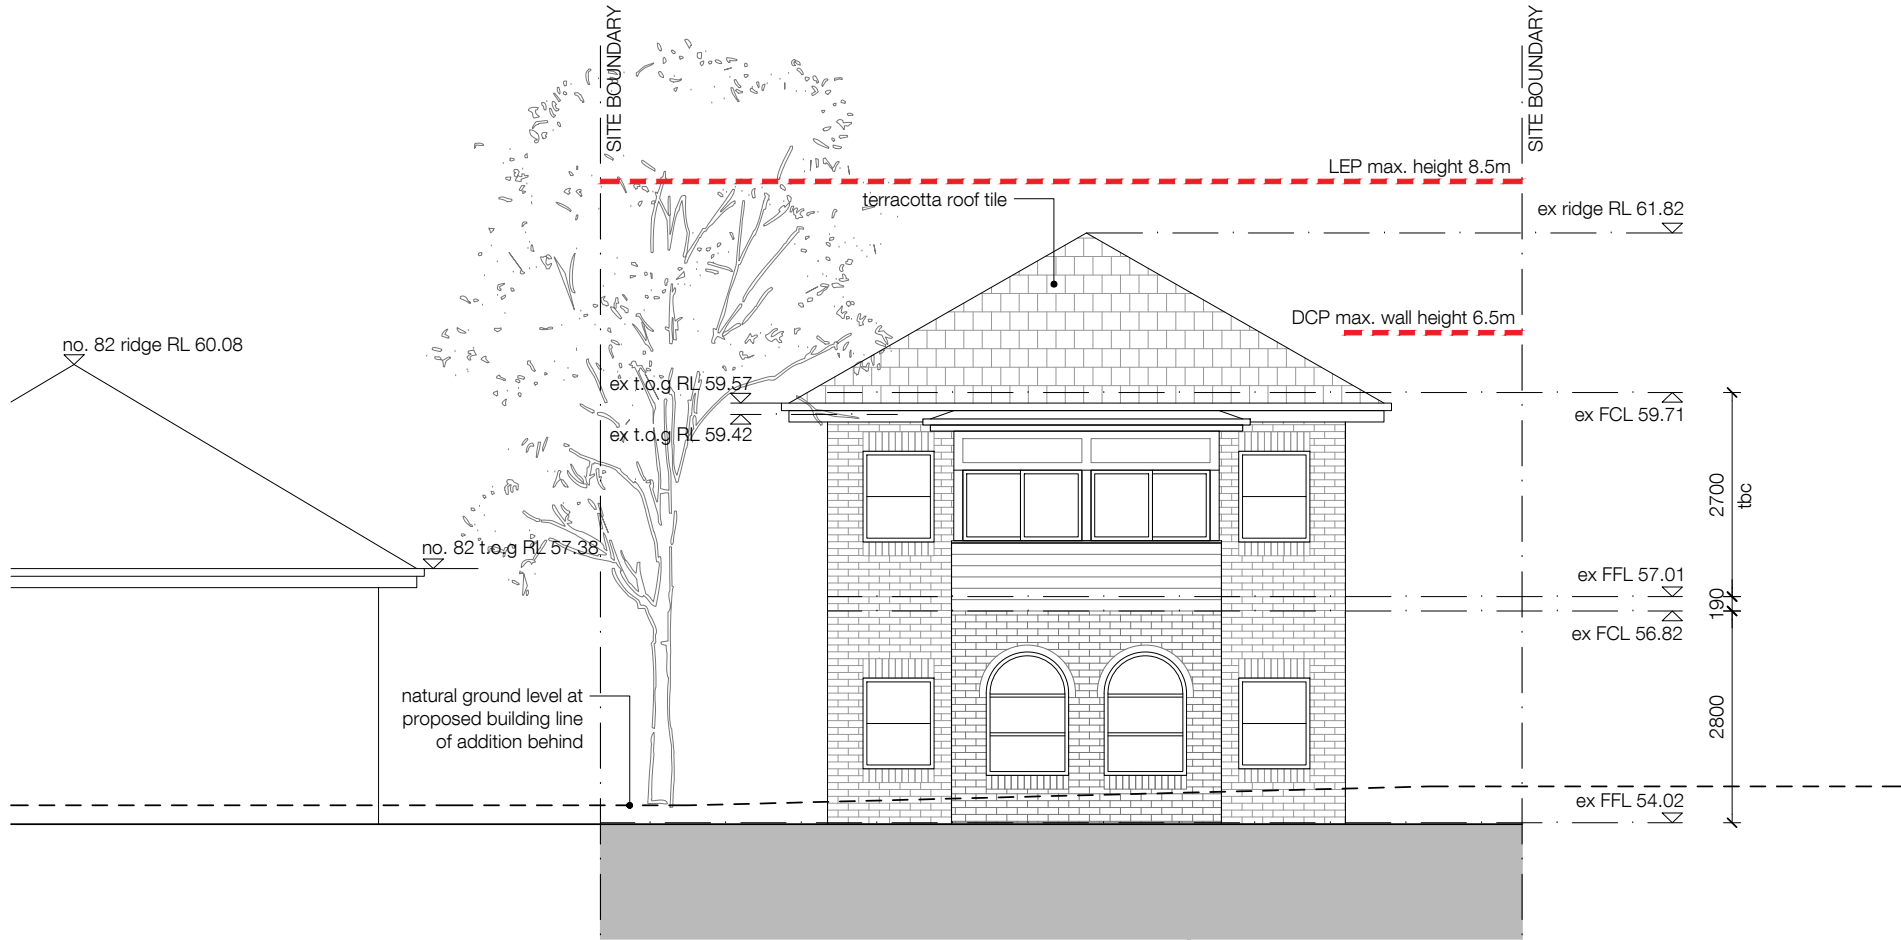 SITE BOUNDARY
SITE BOUNDARY
LEP max. height 8.5m
terracotta roof tile
ex ridge RL 61.82
DCP max. wall height 6.5m
no. 82 ridge RL 60.08
ex t.o.g RL 59.57
ex FCL 59.71
ex t.o.g RL 59.42
2700
tbc
no. 82 t.o.g RL 57.38
ex FFL 57.01
190
ex FCL 56.82
natural ground level at
proposed building line
of addition behind
2800
ex FFL 54.02